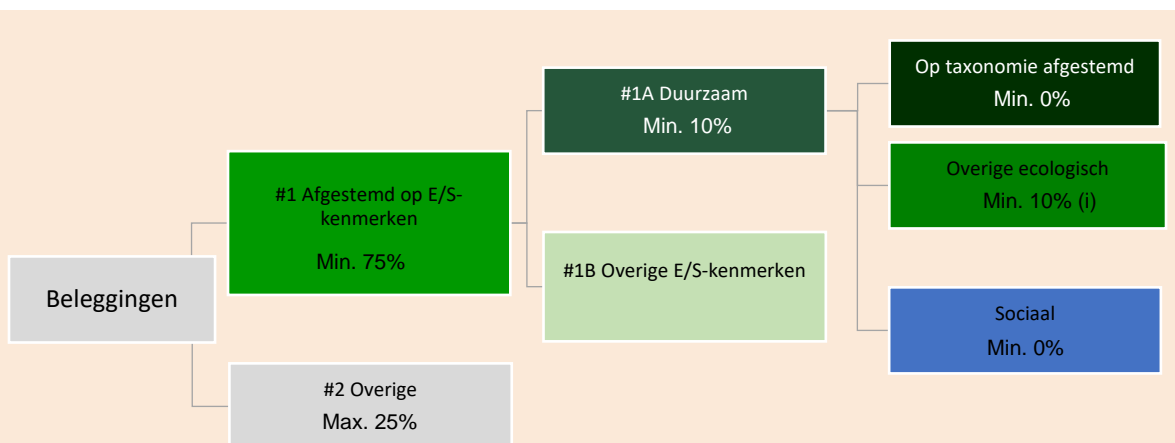 Beleggingen
#1 Afgestemd op E/S-
kenmerken
Min. 75%
#2 Overige
Max. 25%
#1A Duurzaam
Min. 10%
#1B Overige E/S-kenmerken
Op taxonomie afgestemd
Min. 0%
Overige ecologisch
Min. 10% (i)
Sociaal
Min. 0%